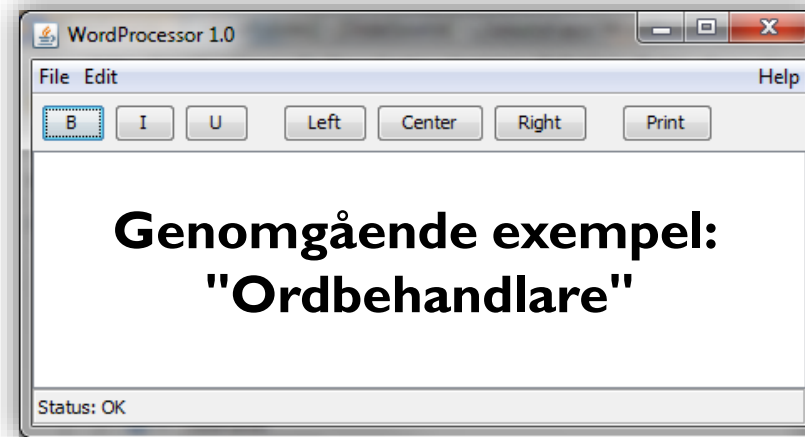 WordProcessor 1.0
File Edit Help
B I U Left Center Right Print
Genomgående exempel:
"Ordbehandlare"
Status: OK